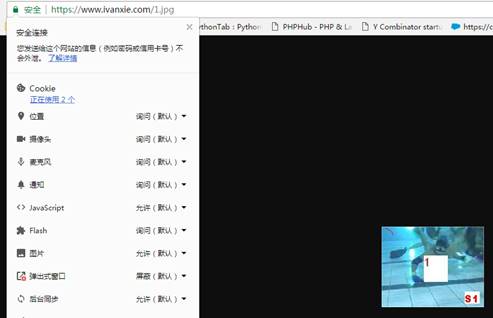 安全 | https://www.ivanxie.com/1.jpg
ythonTab：Python PHPHub - PHP & La Y Combinator startu https://c
安全连接
您发送给这个网站的信息（例如密码或信用卡号）不
会外泄。 了解详情
Cookie
正在使用 2 个
位置 询问（默认）
摄像头 询问（默认）
麦克风 询问（默认）
通知 询问（默认）
JavaScript 允许（默认）
Flash 询问（默认）
图片 允许（默认）
弹出式窗口 屏蔽（默认）
后台同步 允许（默认）
1
S1